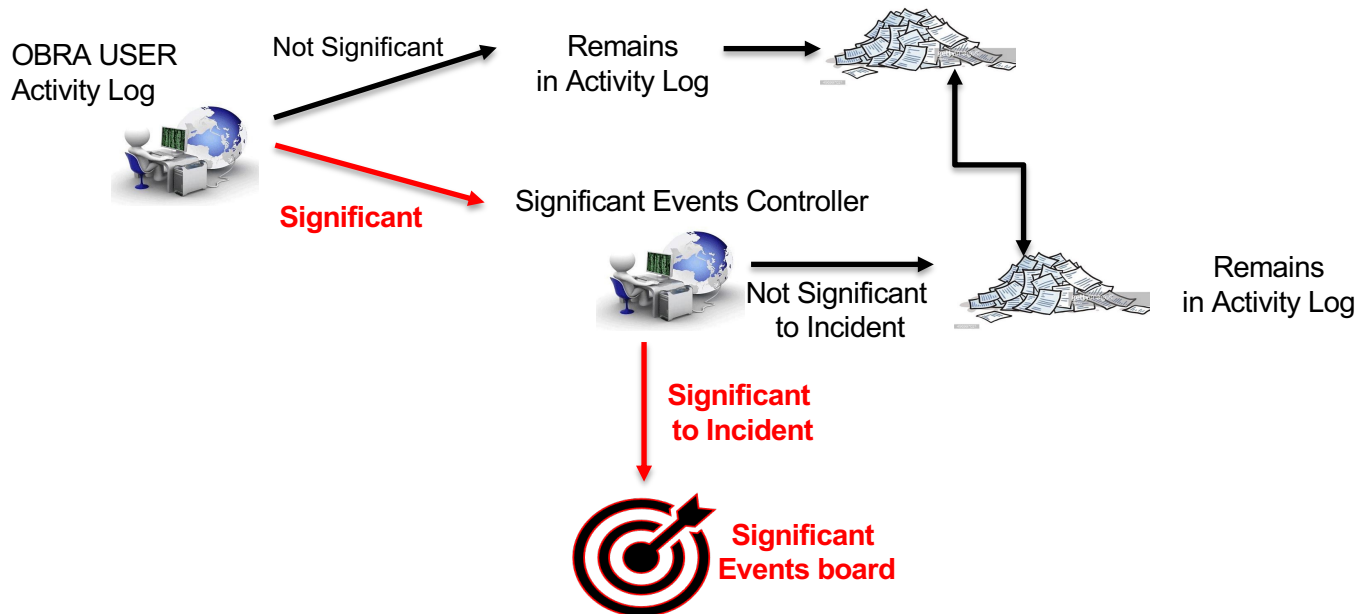 OBRA USER
Activity Log
Not Significant
Remains
in Activity Log
Significant
Significant Events Controller
Not Significant
to Incident
Remains
in Activity Log
Significant
to Incident
Significant
Events board